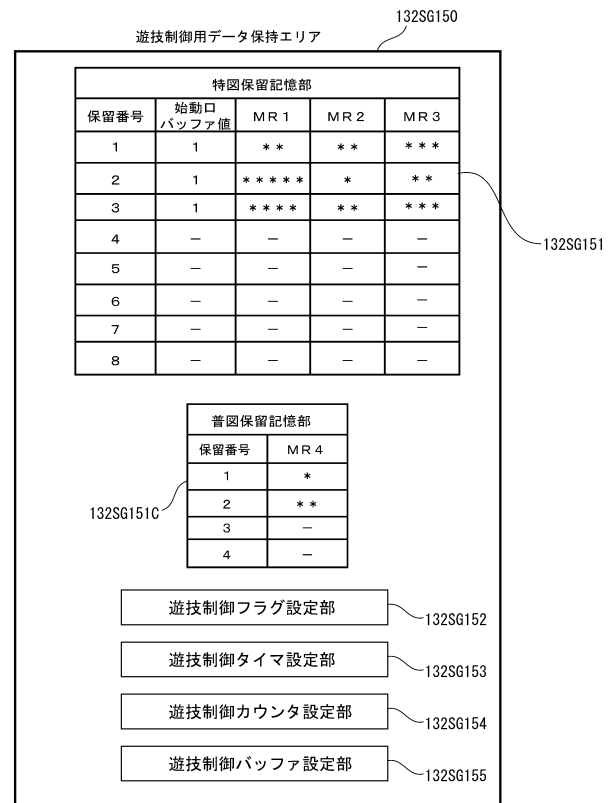 132SG150
遊技制御用データ保持エリア
特図保留記憶部
保留番号 始動口バッファ値 MR1 MR2 MR3
1 1 ** ** ***
2 1 ***** * **
3 1 **** ** ***
4 － － － －
5 － － － －
6 － － － －
7 － － － －
8 － － － －
132SG151
普図保留記憶部
保留番号 MR4
1 *
2 **
3 －
4 －
132SG151C
遊技制御フラグ設定部
132SG152
遊技制御タイマ設定部
132SG153
遊技制御カウンタ設定部
132SG154
遊技制御バッファ設定部
132SG155